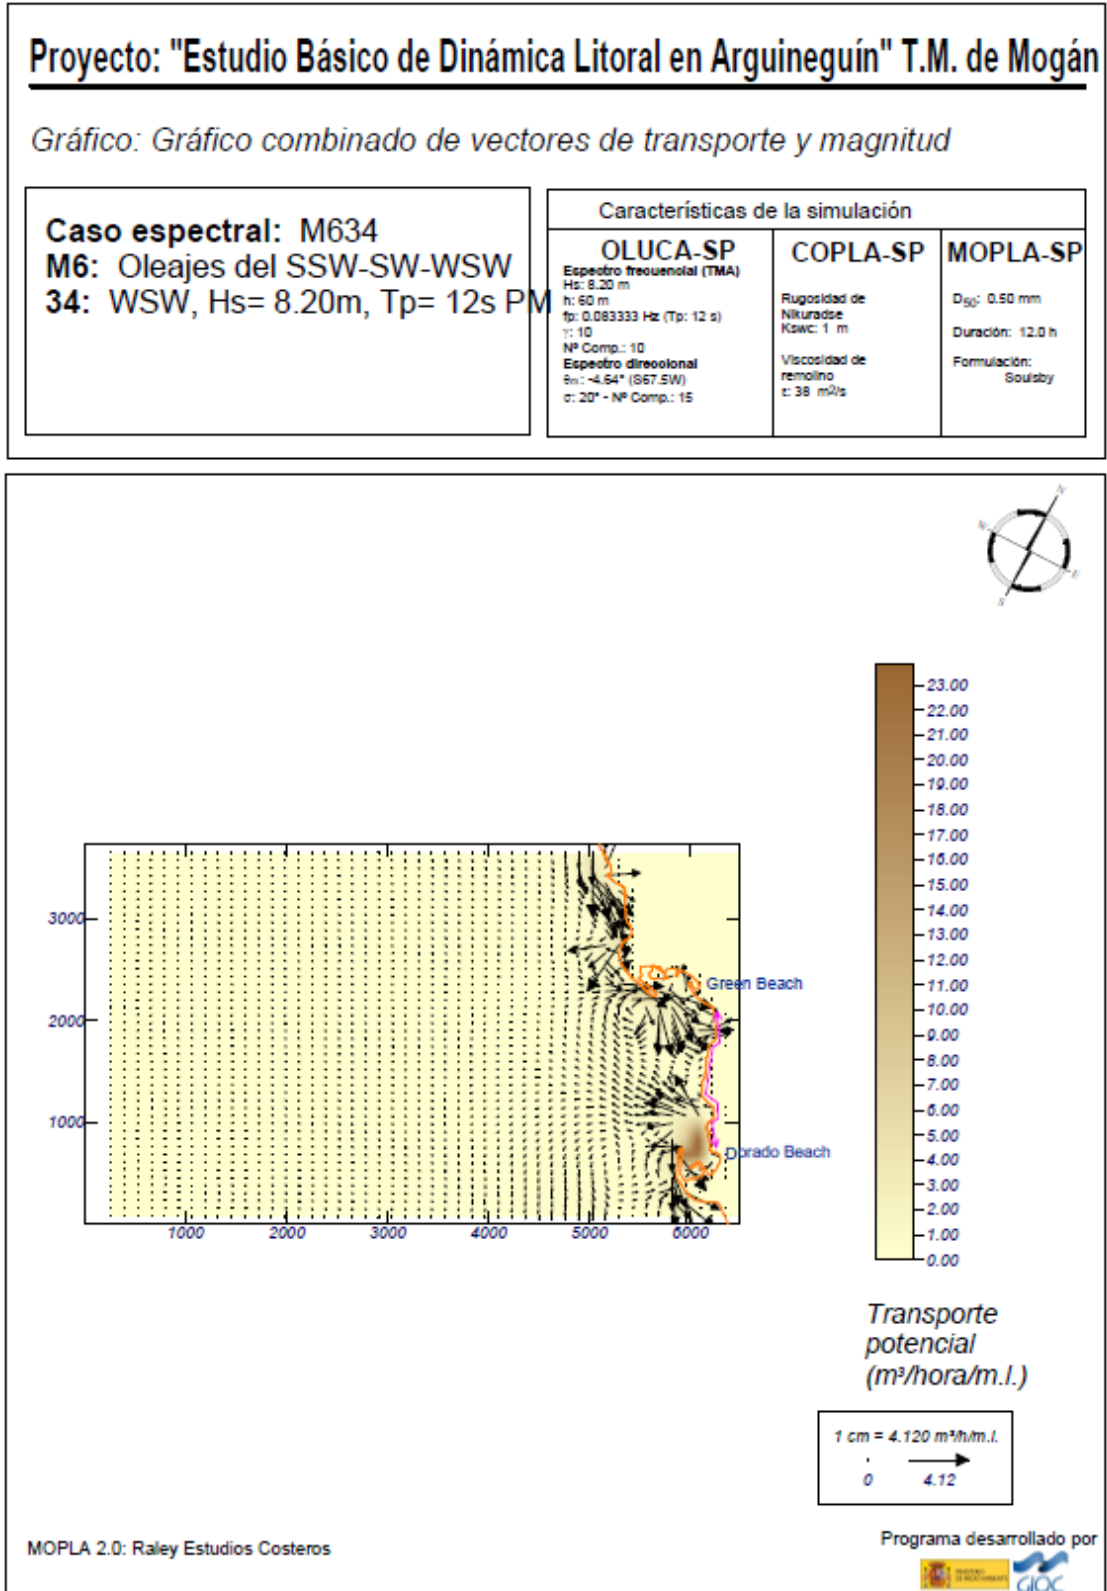 Proyecto: "Estudio Básico de Dinámica Litoral en Arguineguín" T.M. de Mogán
Gráfico: Gráfico combinado de vectores de transporte y magnitud
Caso espectral: M634
M6: Oleajes del SSW-SW-WSW
34: WSW, Hs= 8.20m, Tp= 12s PM
Características de la simulación
OLUCA-SP
Espectro frecuencial (TMA)
Hs: 8.20 m
h: 60 m
fp: 0.083333 Hz (Tp: 12 s)
γ: 10
Nº Comp.: 10
Espectro direccional
θm: -4.64° (S67.5W)
σ: 20° - Nº Comp.: 15
COPLA-SP
Rugosidad de
Nikuradse
Kswc: 1 m
Viscosidad de
remolino
ε: 38 m2/s
MOPLA-SP
D50: 0.50 mm
Duración: 12.0 h
Formulación:
Soulsby
N
W
E
S
23.00
22.00
21.00
20.00
19.00
18.00
17.00
16.00
15.00
14.00
13.00
12.00
11.00
10.00
9.00
8.00
7.00
6.00
5.00
4.00
3.00
2.00
1.00
0.00
3000
2000
1000
Green Beach
Dorado Beach
1000 2000 3000 4000 5000 6000
Transporte
potencial
(m³/hora/m.l.)
1 cm = 4.120 m³/h/m.l.
0 4.12
MOPLA 2.0: Raley Estudios Costeros
Programa desarrollado por
GIOC